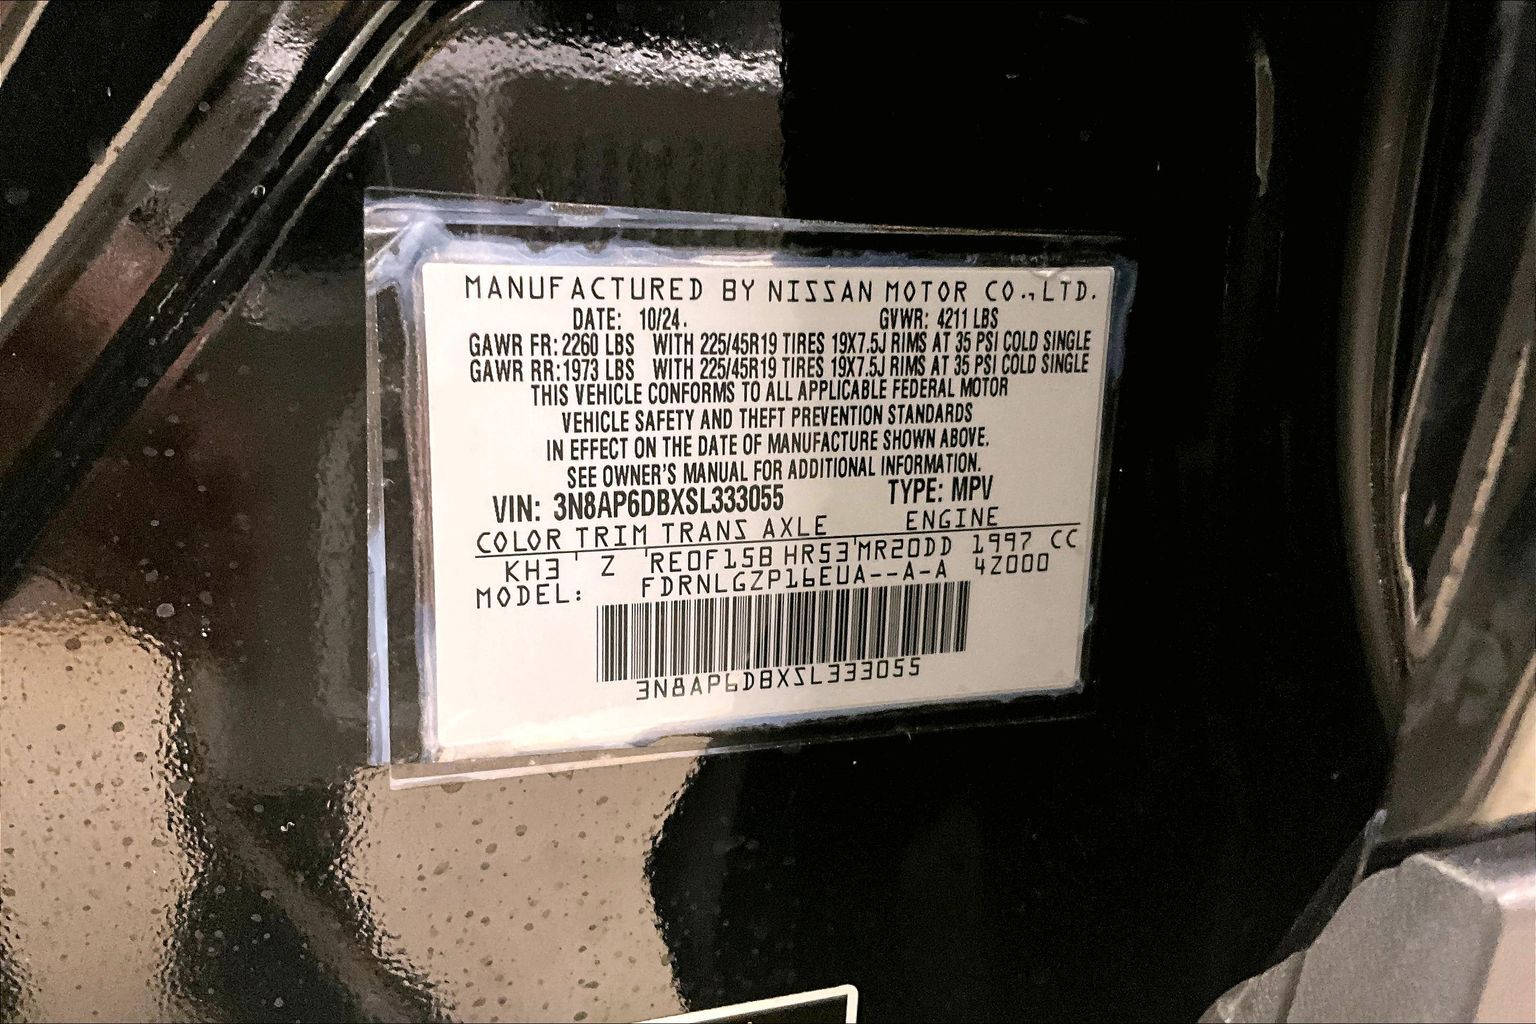 MANUFACTURED BY NISSAN MOTOR CO.,LTD.
DATE: 10/24. GVWR: 4211 LBS
GAWR FR: 2260 LBS WITH 225/45R19 TIRES 19X7.5J RIMS AT 35 PSI COLD SINGLE
GAWR RR: 1973 LBS WITH 225/45R19 TIRES 19X7.5J RIMS AT 35 PSI COLD SINGLE
THIS VEHICLE CONFORMS TO ALL APPLICABLE FEDERAL MOTOR
VEHICLE SAFETY AND THEFT PREVENTION STANDARDS
IN EFFECT ON THE DATE OF MANUFACTURE SHOWN ABOVE.
SEE OWNER'S MANUAL FOR ADDITIONAL INFORMATION.
VIN: 3N8AP6DBXSL333055 TYPE: MPV
COLOR TRIM TRANS AXLE ENGINE
KH3 Z RE0F15B HR53 MR20DD 1997 CC
MODEL: FDRNLGZP16EUA--A-A 4Z000
3N8AP6DBXSL333055